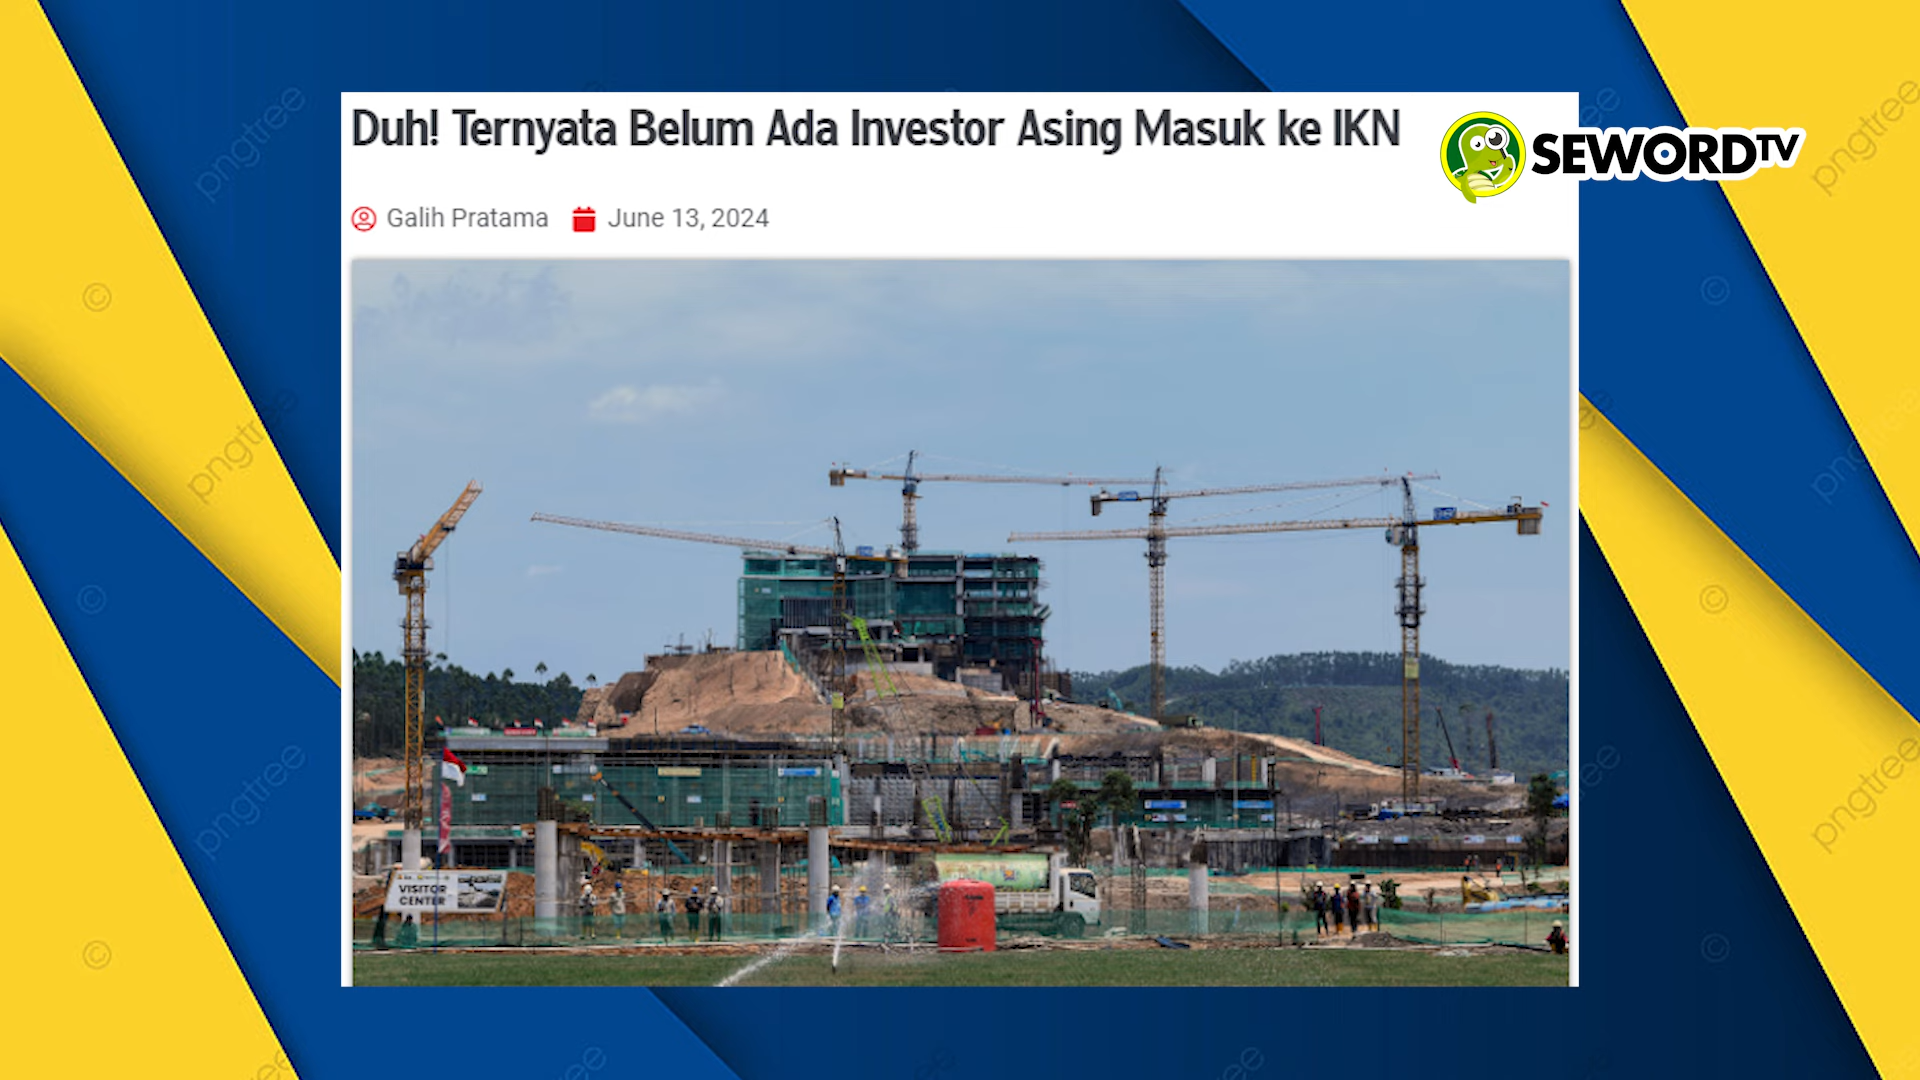 Duh! Ternyata Belum Ada Investor Asing Masuk ke IKN
SEWORDTV
Galih Pratama June 13, 2024
VISITOR
CENTER
pngtree
pngtree
pngtree
pngtree
pngtree
pngtree